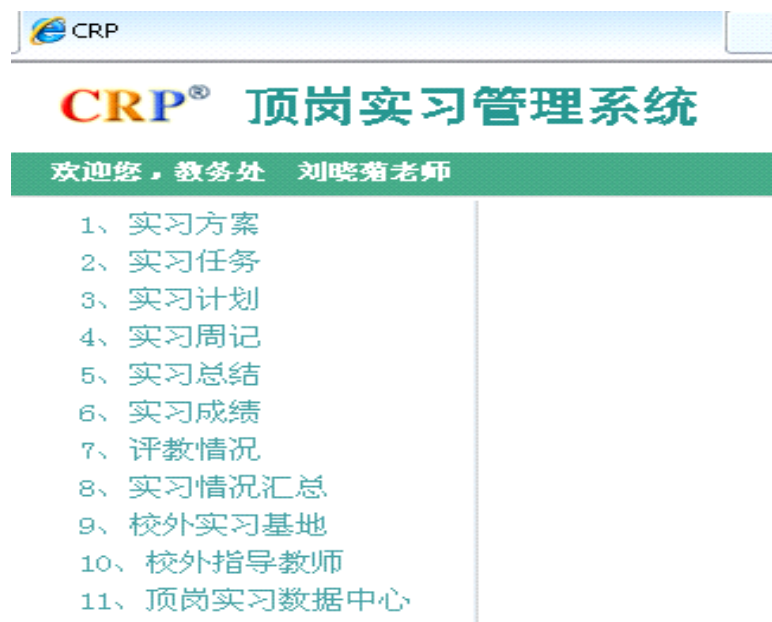 CRP
CRP® 顶岗实习管理系统
欢迎您，教务处 刘晓菊老师
1、实习方案
2、实习任务
3、实习计划
4、实习周记
5、实习总结
6、实习成绩
7、评教情况
8、实习情况汇总
9、校外实习基地
10、校外指导教师
11、顶岗实习数据中心